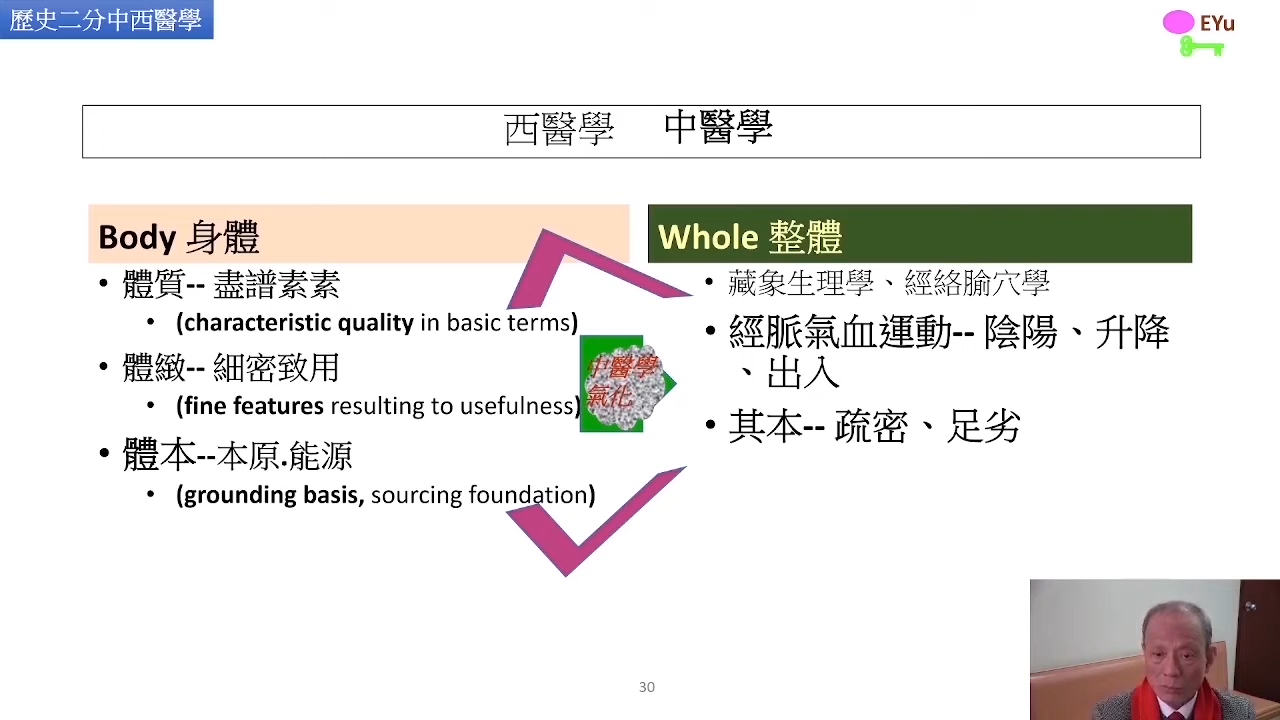 歷史二分中西醫學
EYu
西醫學 中醫學
Body 身體
• 體質-- 盡譜素素
• (characteristic quality in basic terms)
• 體緻-- 細密致用
• (fine features resulting to usefulness)
• 體本--本原.能源
• (grounding basis, sourcing foundation)
中醫學
氣化
Whole 整體
• 藏象生理學、經絡腧穴學
• 經脈氣血運動-- 陰陽、升降
、出入
• 其本-- 疏密、足劣
30